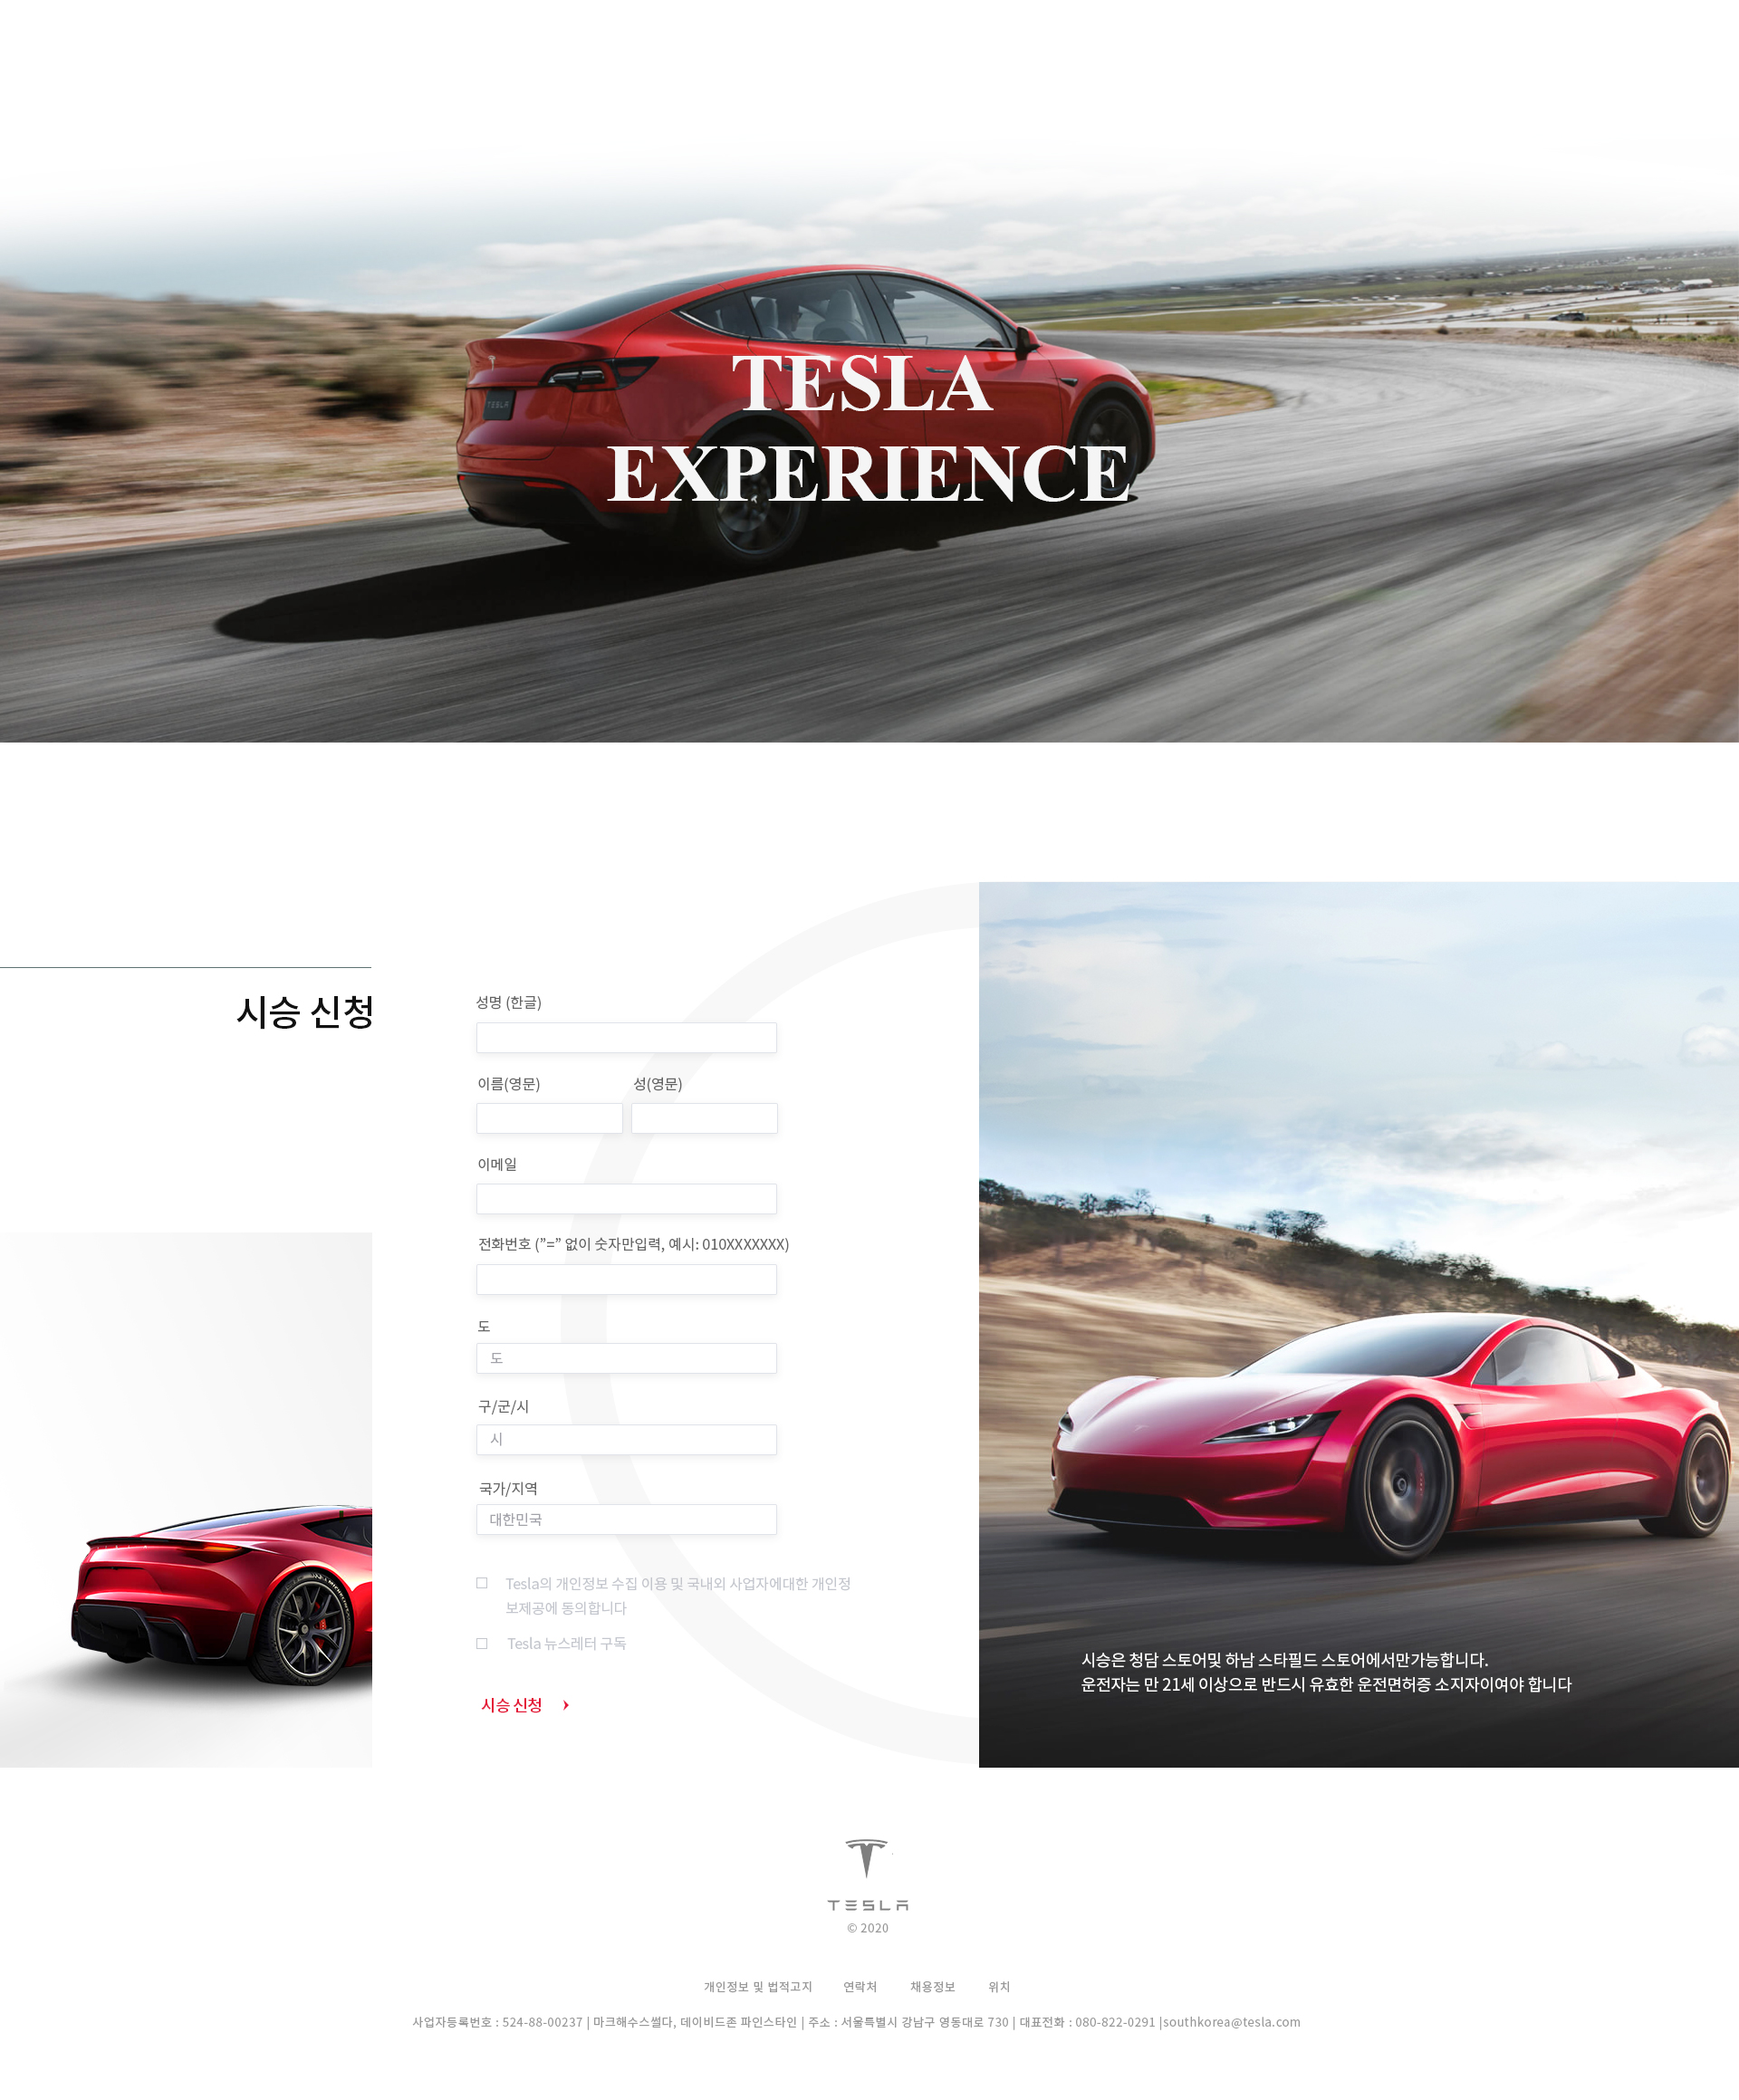 TESLA
TESLA
EXPERIENCE
시승 신청
성명 (한글)
이름(영문)
성(영문)
이메일
전화번호 (”=” 없이 숫자만입력, 예시: 010XXXXXXX)
도
도
구/군/시
시
국가/지역
대한민국
Tesla의 개인정보 수집 이용 및 국내외 사업자에대한 개인정
보제공에 동의합니다
Tesla 뉴스레터 구독
시승 신청
시승은 청담 스토어및 하남 스타필드 스토어에서만가능합니다.
운전자는 만 21세 이상으로 반드시 유효한 운전면허증 소지자이여야 합니다
TESLA
© 2020
개인정보 및 법적고지 연락처 채용정보 위치
사업자등록번호 : 524-88-00237 | 마크해수스썰다, 데이비드존 파인스타인 | 주소 : 서울특별시 강남구 영동대로 730 | 대표전화 : 080-822-0291 |southkorea@tesla.com